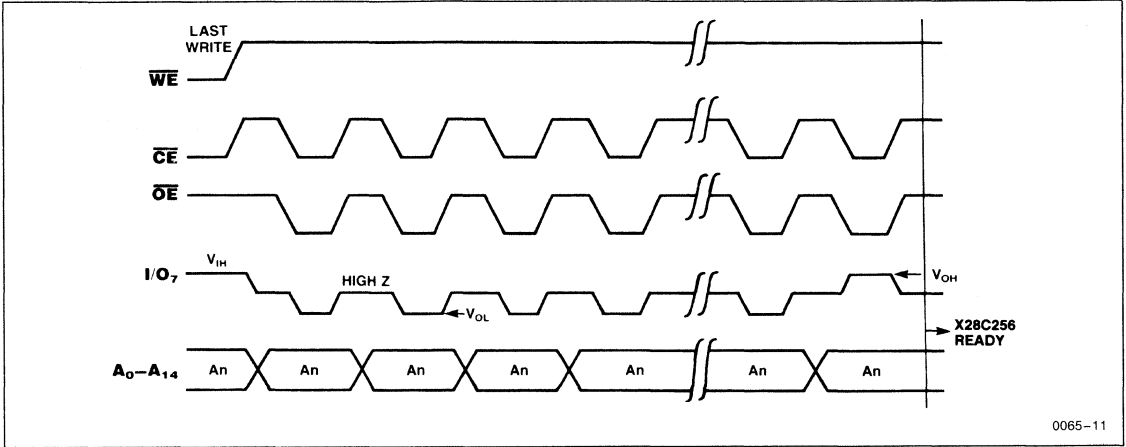 LAST
WRITE
WE
CE
OE
I/O7
VIH
HIGH Z
VOL
VOH
X28C256
READY
A0–A14
An An An An An An An
0065-11